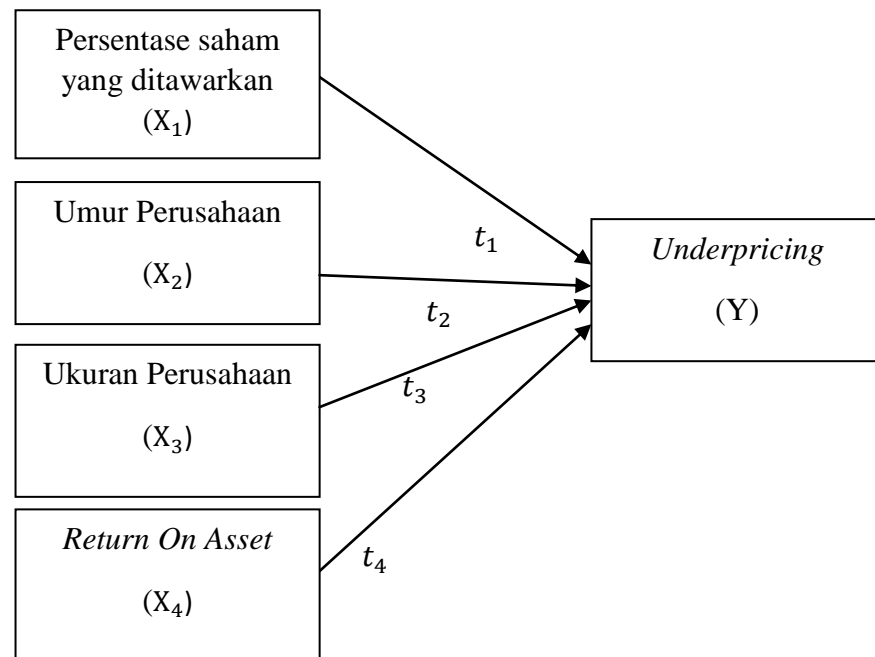 Persentase saham
yang ditawarkan
(X₁)
Umur Perusahaan
(X₂)
Ukuran Perusahaan
(X₃)
Return On Asset
(X₄)
t₁
t₂
t₃
t₄
Underpricing
(Y)